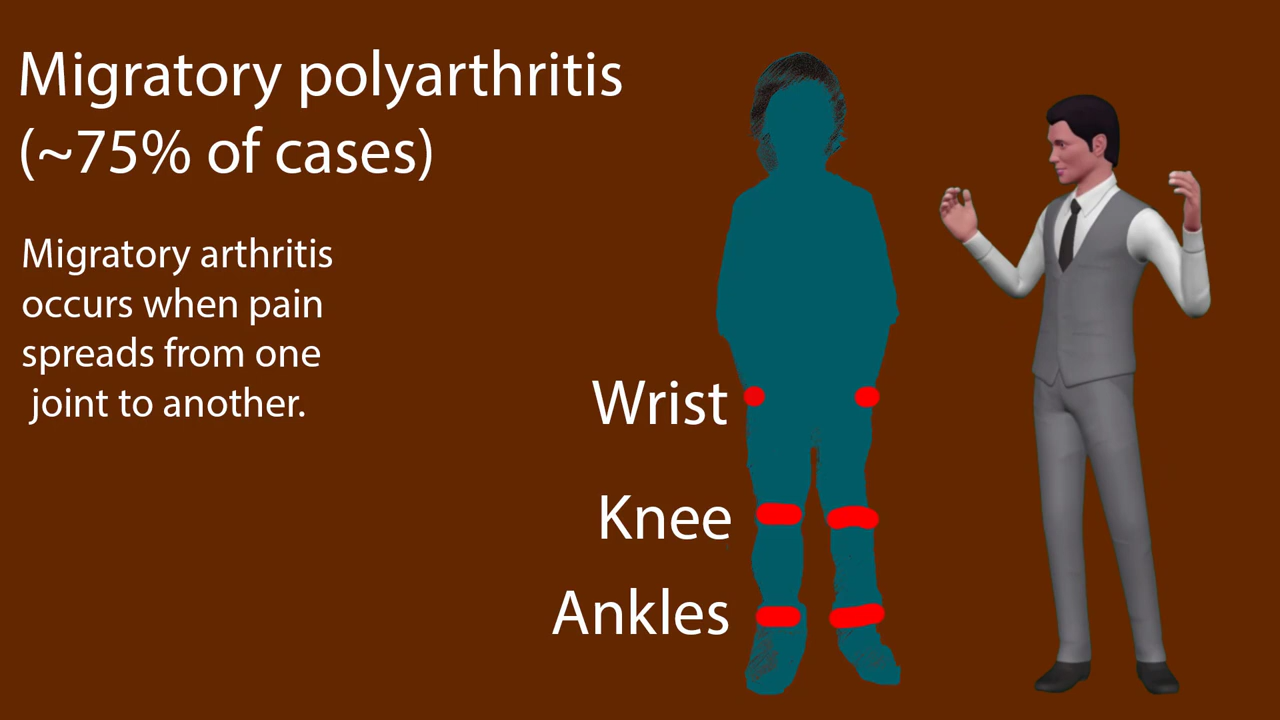 Migratory polyarthritis
(~75% of cases)
Migratory arthritis
occurs when pain
spreads from one
joint to another.
Wrist
Knee
Ankles